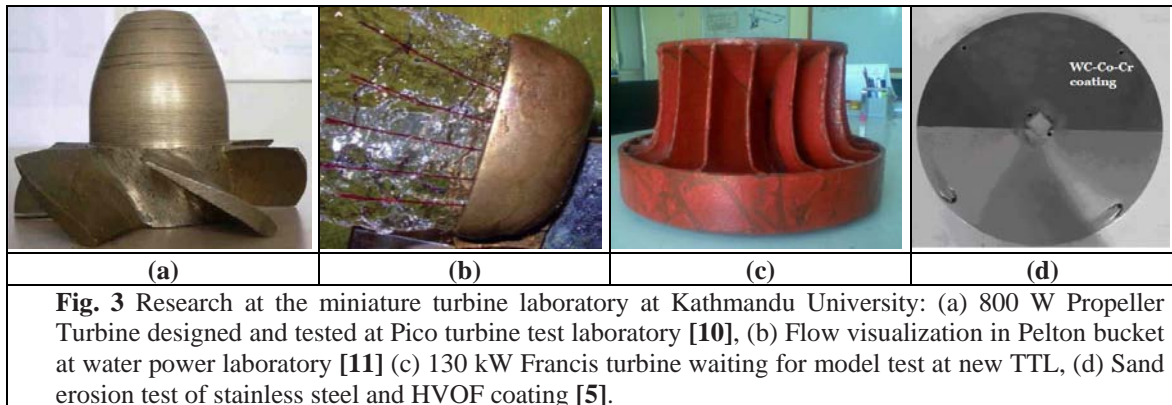 WC-Co-Cr
coating
(a) (b) (c) (d)
Fig. 3 Research at the miniature turbine laboratory at Kathmandu University: (a) 800 W Propeller
Turbine designed and tested at Pico turbine test laboratory [10], (b) Flow visualization in Pelton bucket
at water power laboratory [11] (c) 130 kW Francis turbine waiting for model test at new TTL, (d) Sand
erosion test of stainless steel and HVOF coating [5].